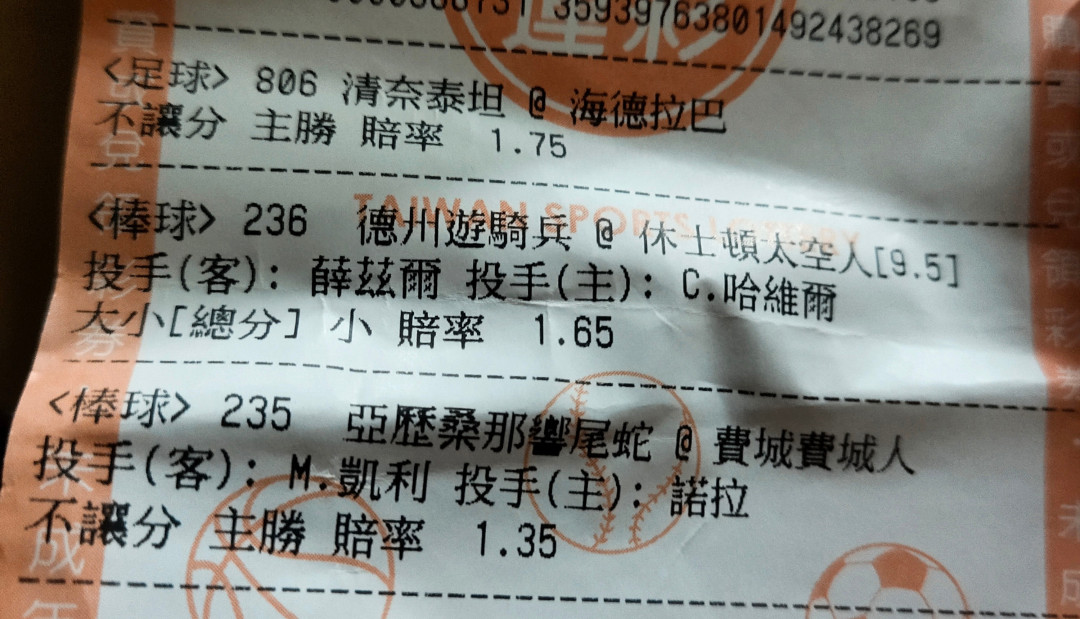 35939763801492438269
<足球> 806 清奈泰坦 @ 海德拉巴
不讓分 主勝 賠率 1.75
TAIWAN SPORTS LOTTERY
<棒球> 236 德州遊騎兵 @ 休士頓太空人[9.5]
投手(客): 薛茲爾 投手(主): C.哈維爾
大小[總分] 小 賠率 1.65
<棒球> 235 亞歷桑那響尾蛇 @ 費城費城人
投手(客): M.凱利 投手(主): 諾拉
不讓分 主勝 賠率 1.35